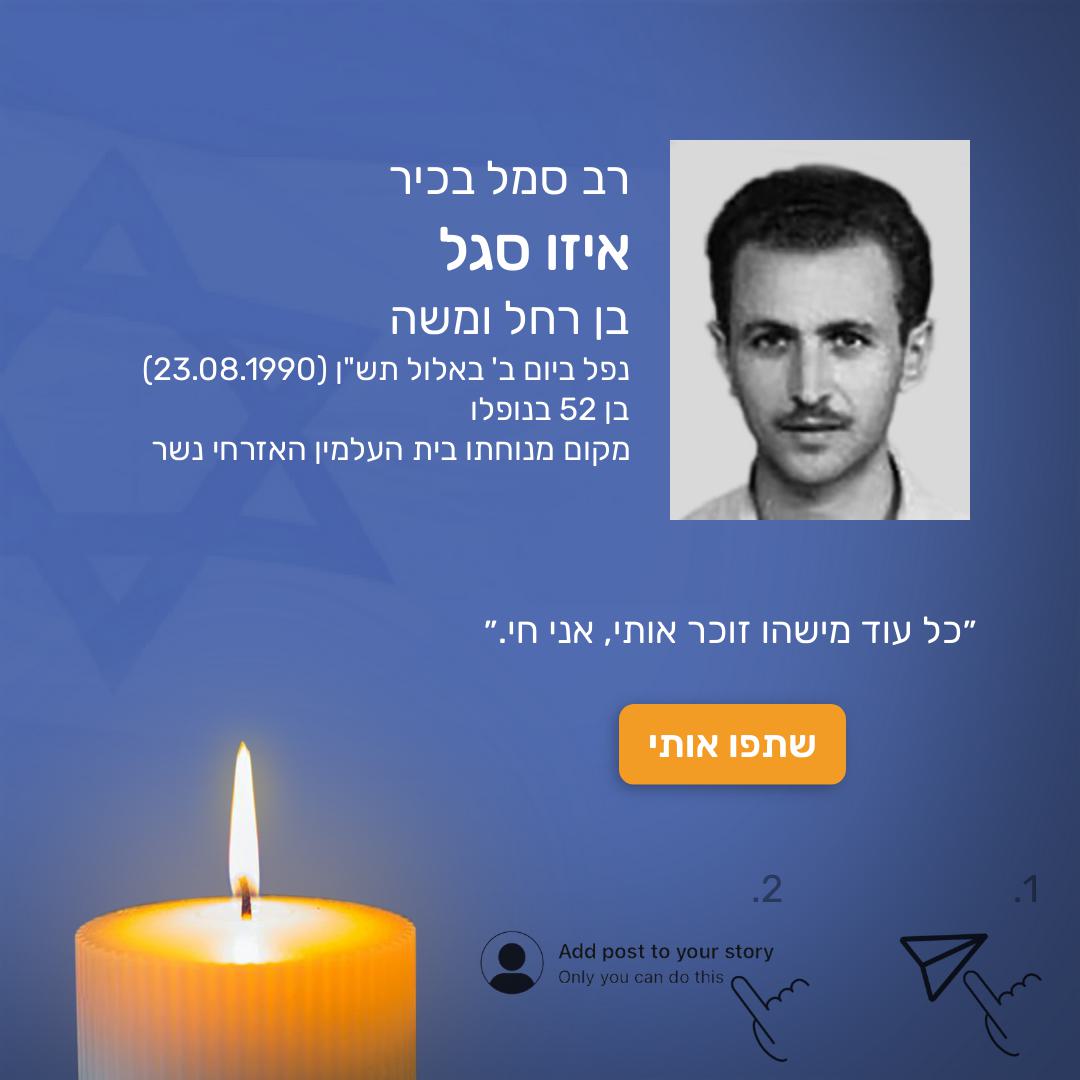 רב סמל בכיר
איזו סגל
בן רחל ומשה
נפל ביום ב' באלול תש"ן (23.08.1990)
בן 52 בנופלו
מקום מנוחתו בית העלמין האזרחי נשר
״כל עוד מישהו זוכר אותי, אני חי.״
שתפו אותי
.1
.2
Add post to your story
Only you can do this